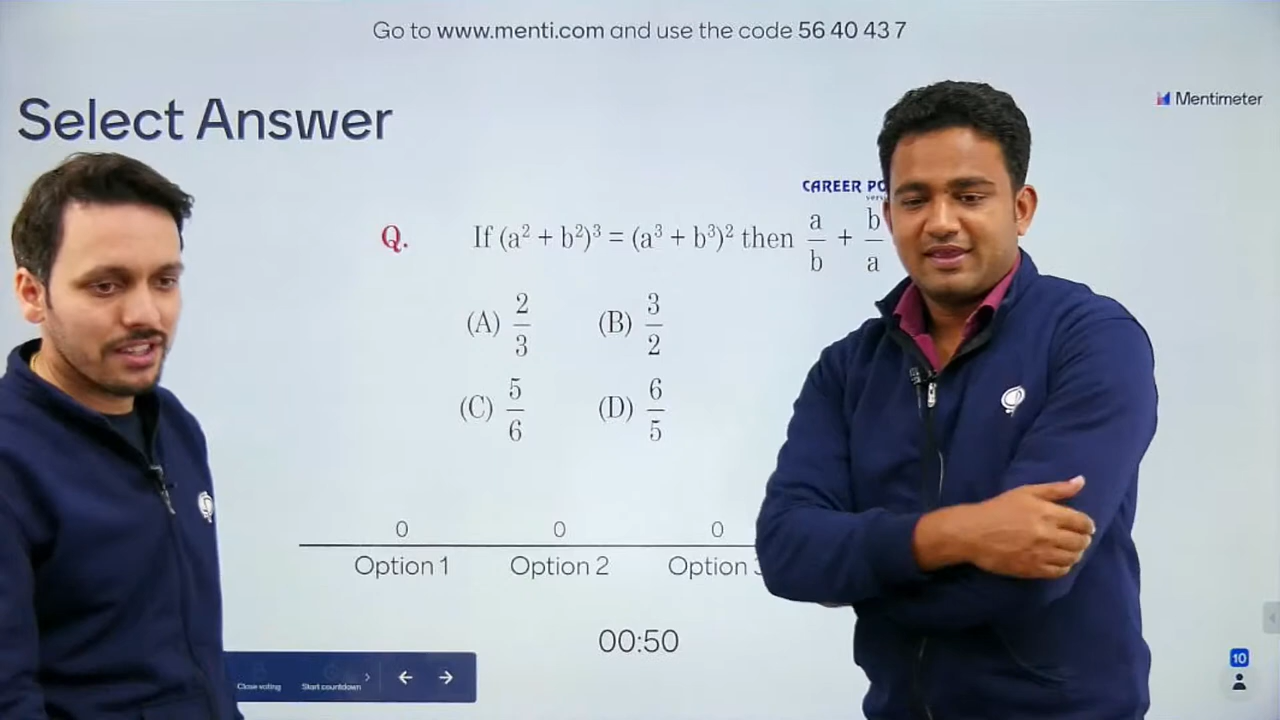 Go to www.menti.com and use the code 56 40 43 7
Select Answer
Mentimeter
CAREER PO
Q. If (a² + b²)³ = (a³ + b³)² then a/b + b/a
(A) 2/3 (B) 3/2
(C) 5/6 (D) 6/5
0 0 0
Option 1 Option 2 Option 3
00:50
Close voting Start countdown
10